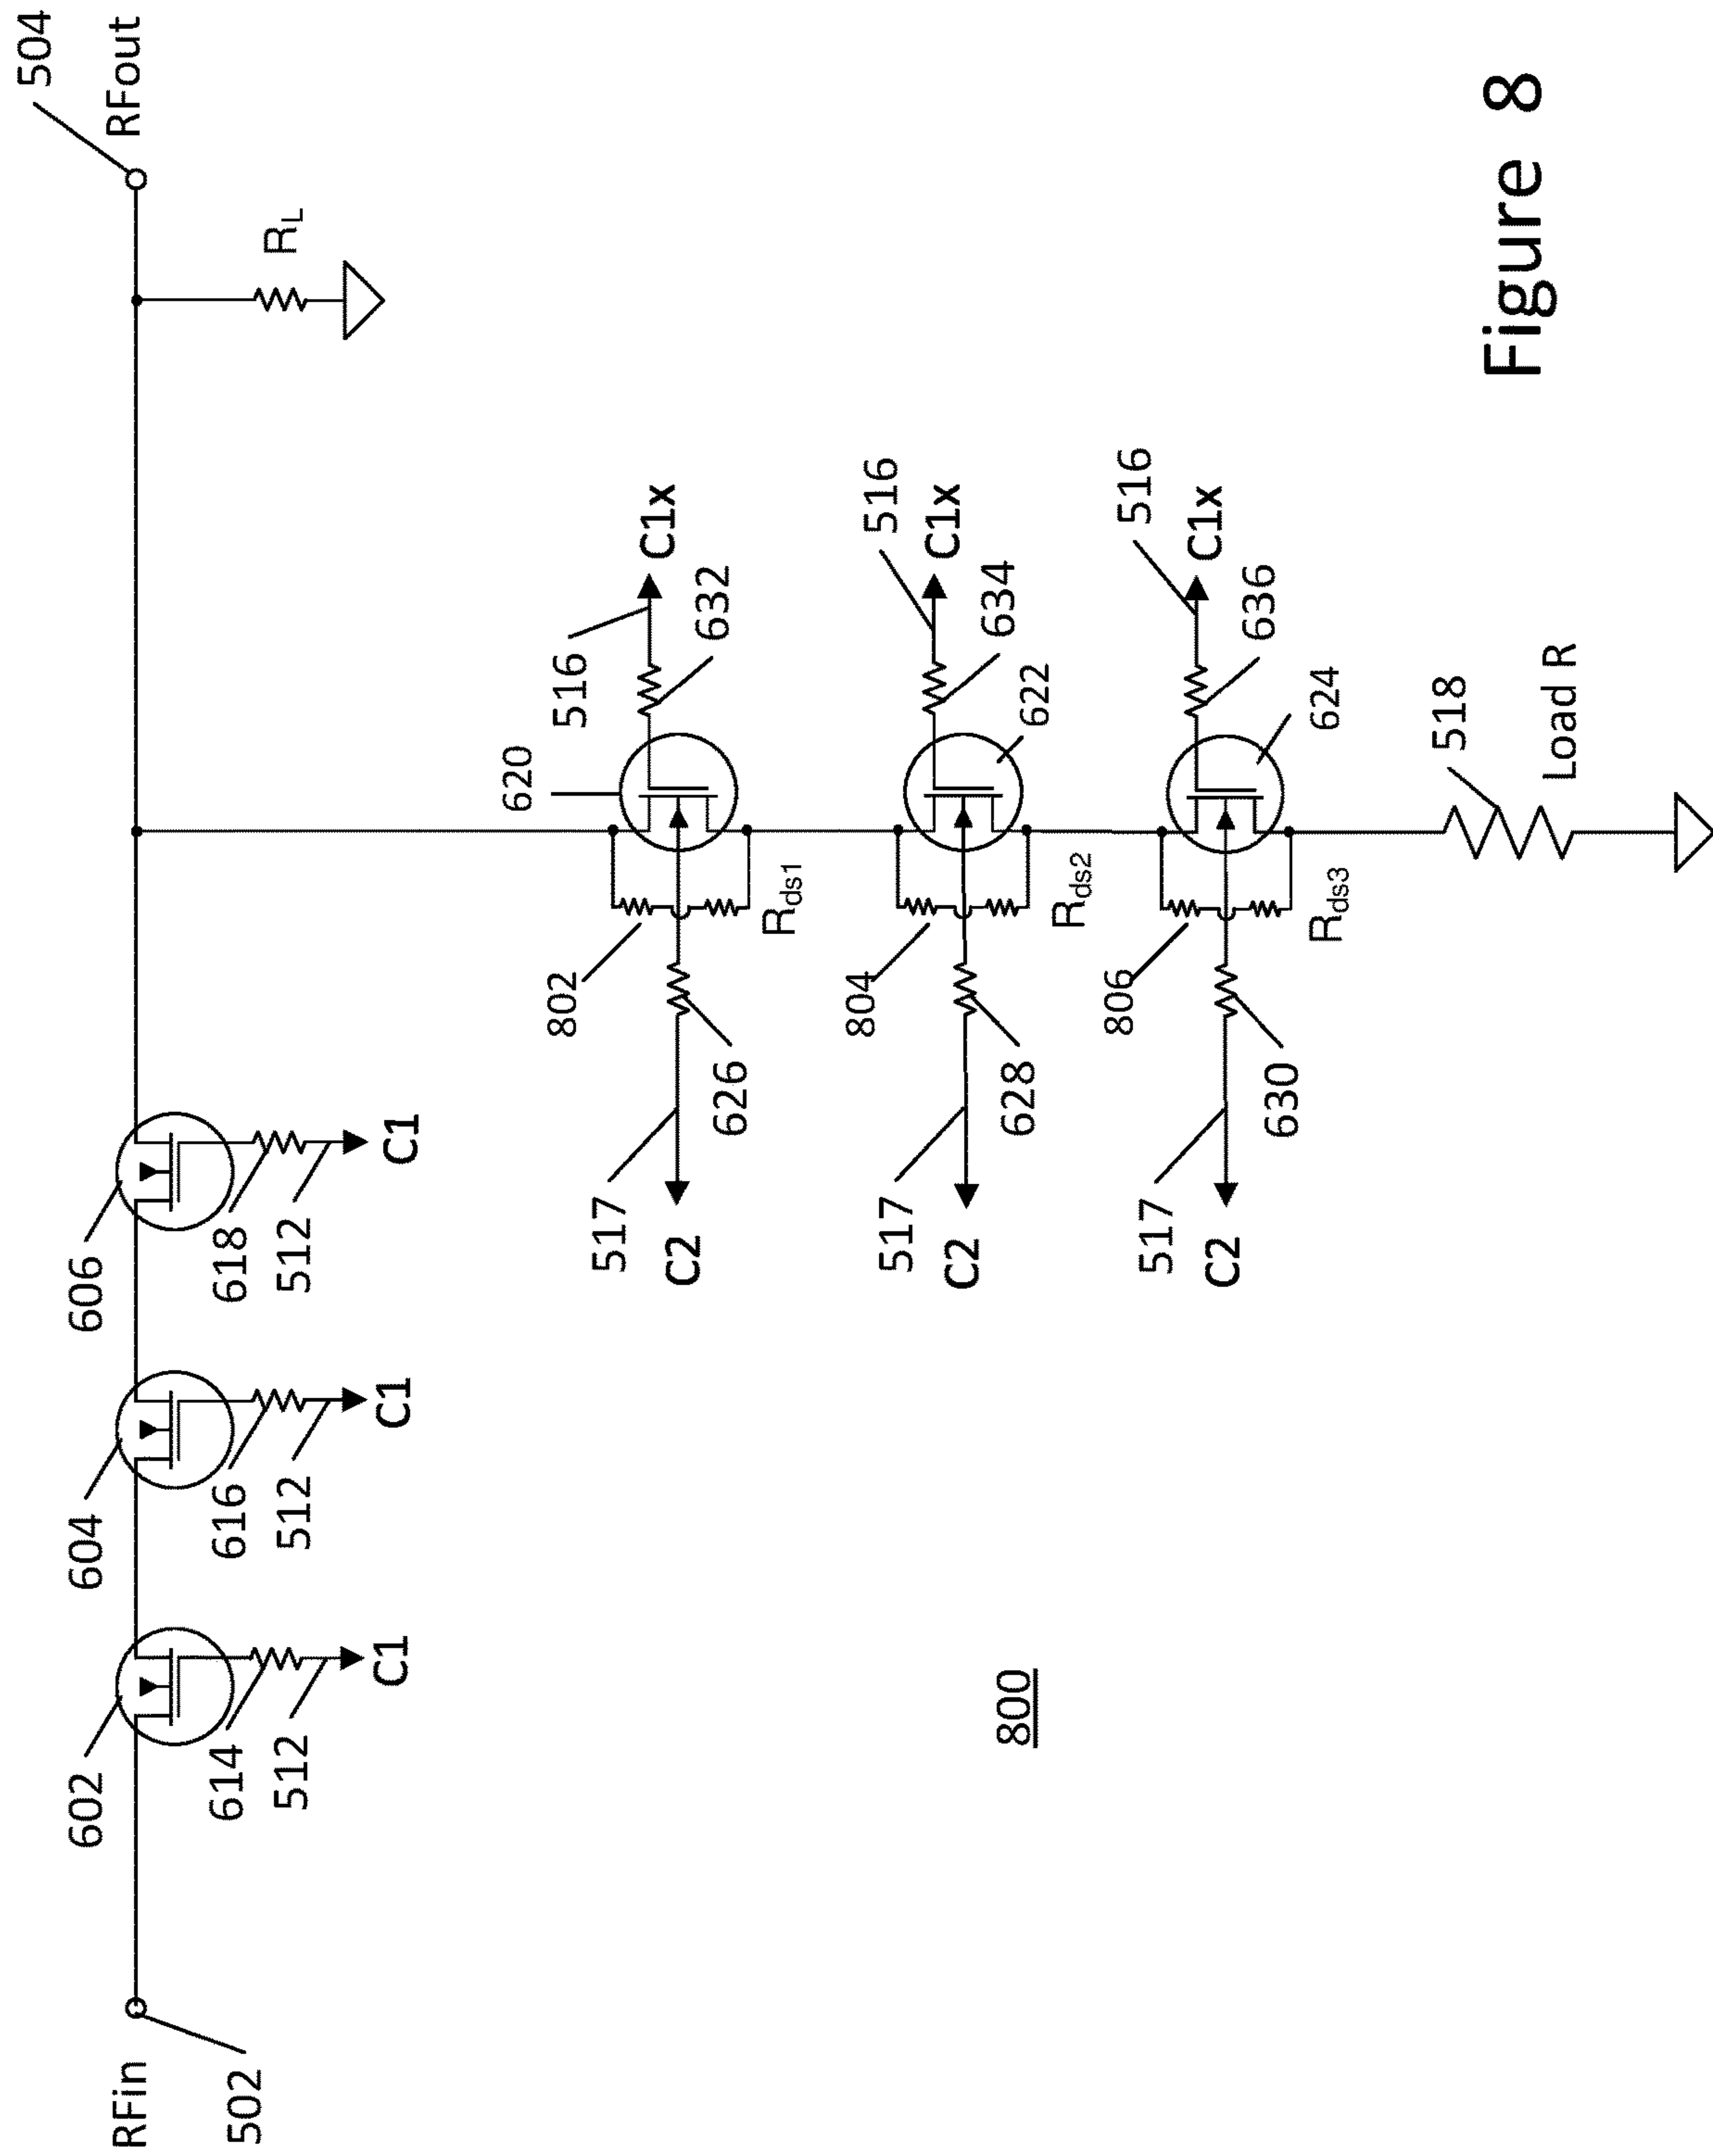 504
RFout
RL
RFin
502
602
604
606
614
616
618
512
512
512
C1
C1
C1
620
516
C1x
632
802
Rds1
626
517
C2
622
516
C1x
634
804
Rds2
628
517
C2
624
516
C1x
636
806
Rds3
630
517
C2
518
Load R
800
Figure 8